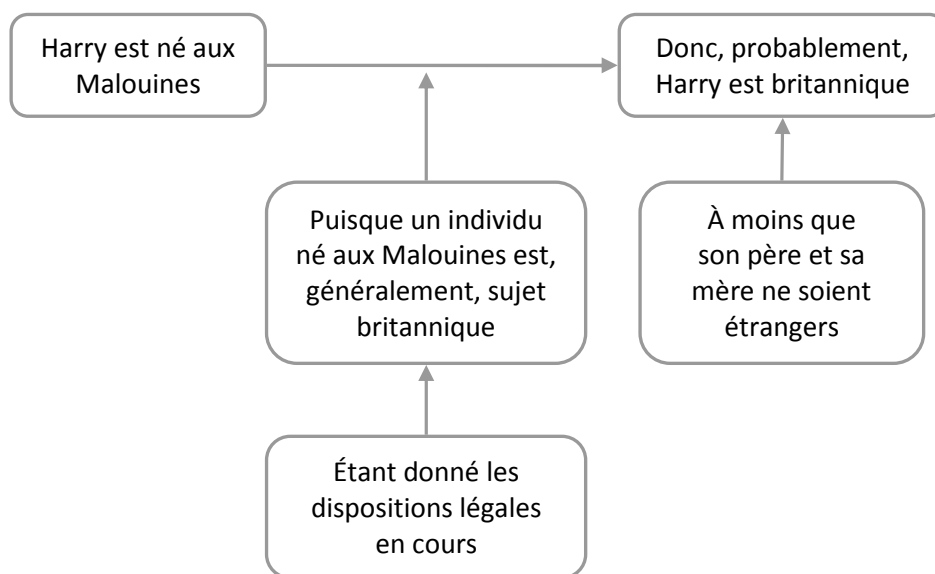 Harry est né aux
Malouines
Donc, probablement,
Harry est britannique
Puisque un individu
né aux Malouines est,
généralement, sujet
britannique
À moins que
son père et sa
mère ne soient
étrangers
Étant donné les
dispositions légales
en cours